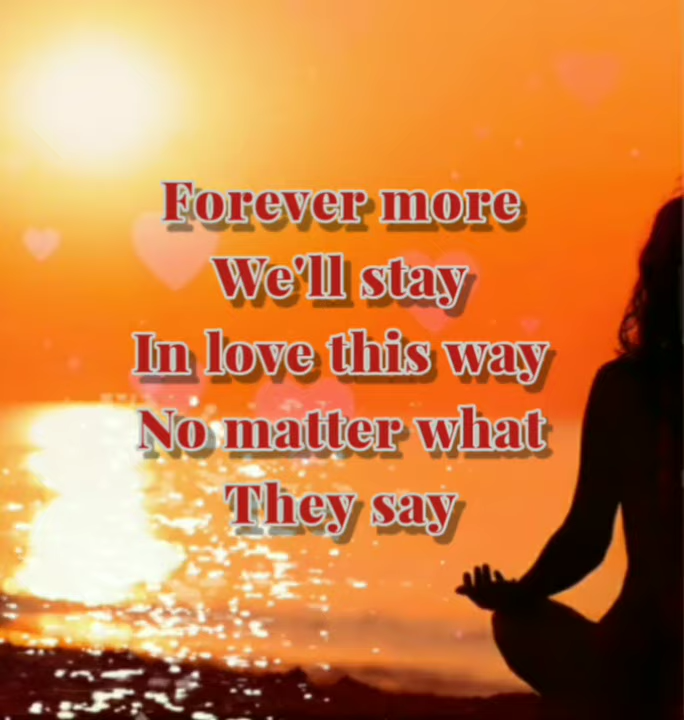 Forever more
We'll stay
In love this way
No matter what
They say